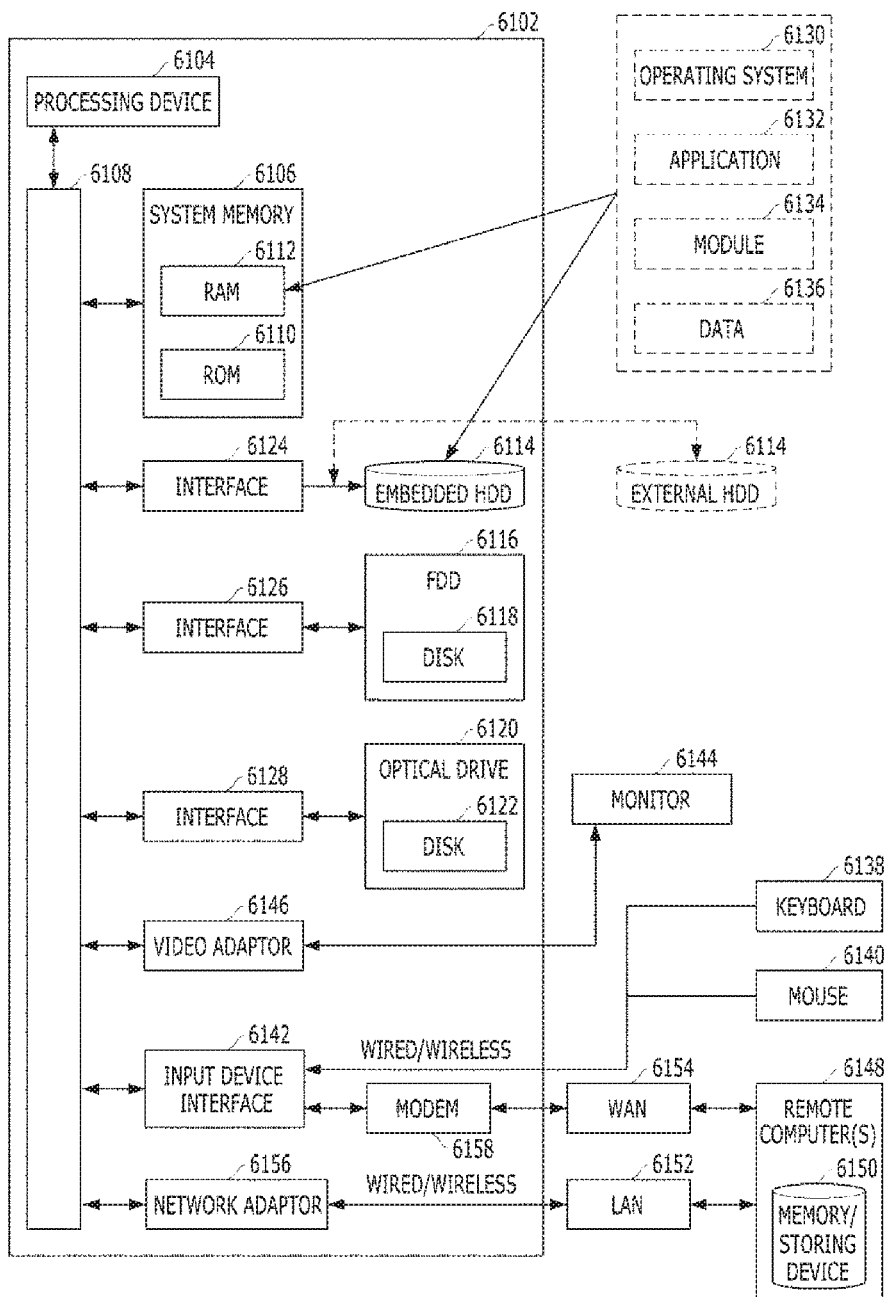 6102
6104
PROCESSING DEVICE
6108
6106
SYSTEM MEMORY
6112
RAM
6110
ROM
6130
OPERATING SYSTEM
6132
APPLICATION
6134
MODULE
6136
DATA
6124
INTERFACE
6114
EMBEDDED HDD
6114
EXTERNAL HDD
6126
INTERFACE
6116
FDD
6118
DISK
6128
INTERFACE
6120
OPTICAL DRIVE
6122
DISK
6144
MONITOR
6146
VIDEO ADAPTOR
6138
KEYBOARD
6140
MOUSE
6142
INPUT DEVICE
INTERFACE
WIRED/WIRELESS
MODEM
6158
6154
WAN
6148
REMOTE
COMPUTER(S)
6156
NETWORK ADAPTOR
WIRED/WIRELESS
6152
LAN
6150
MEMORY/
STORING
DEVICE